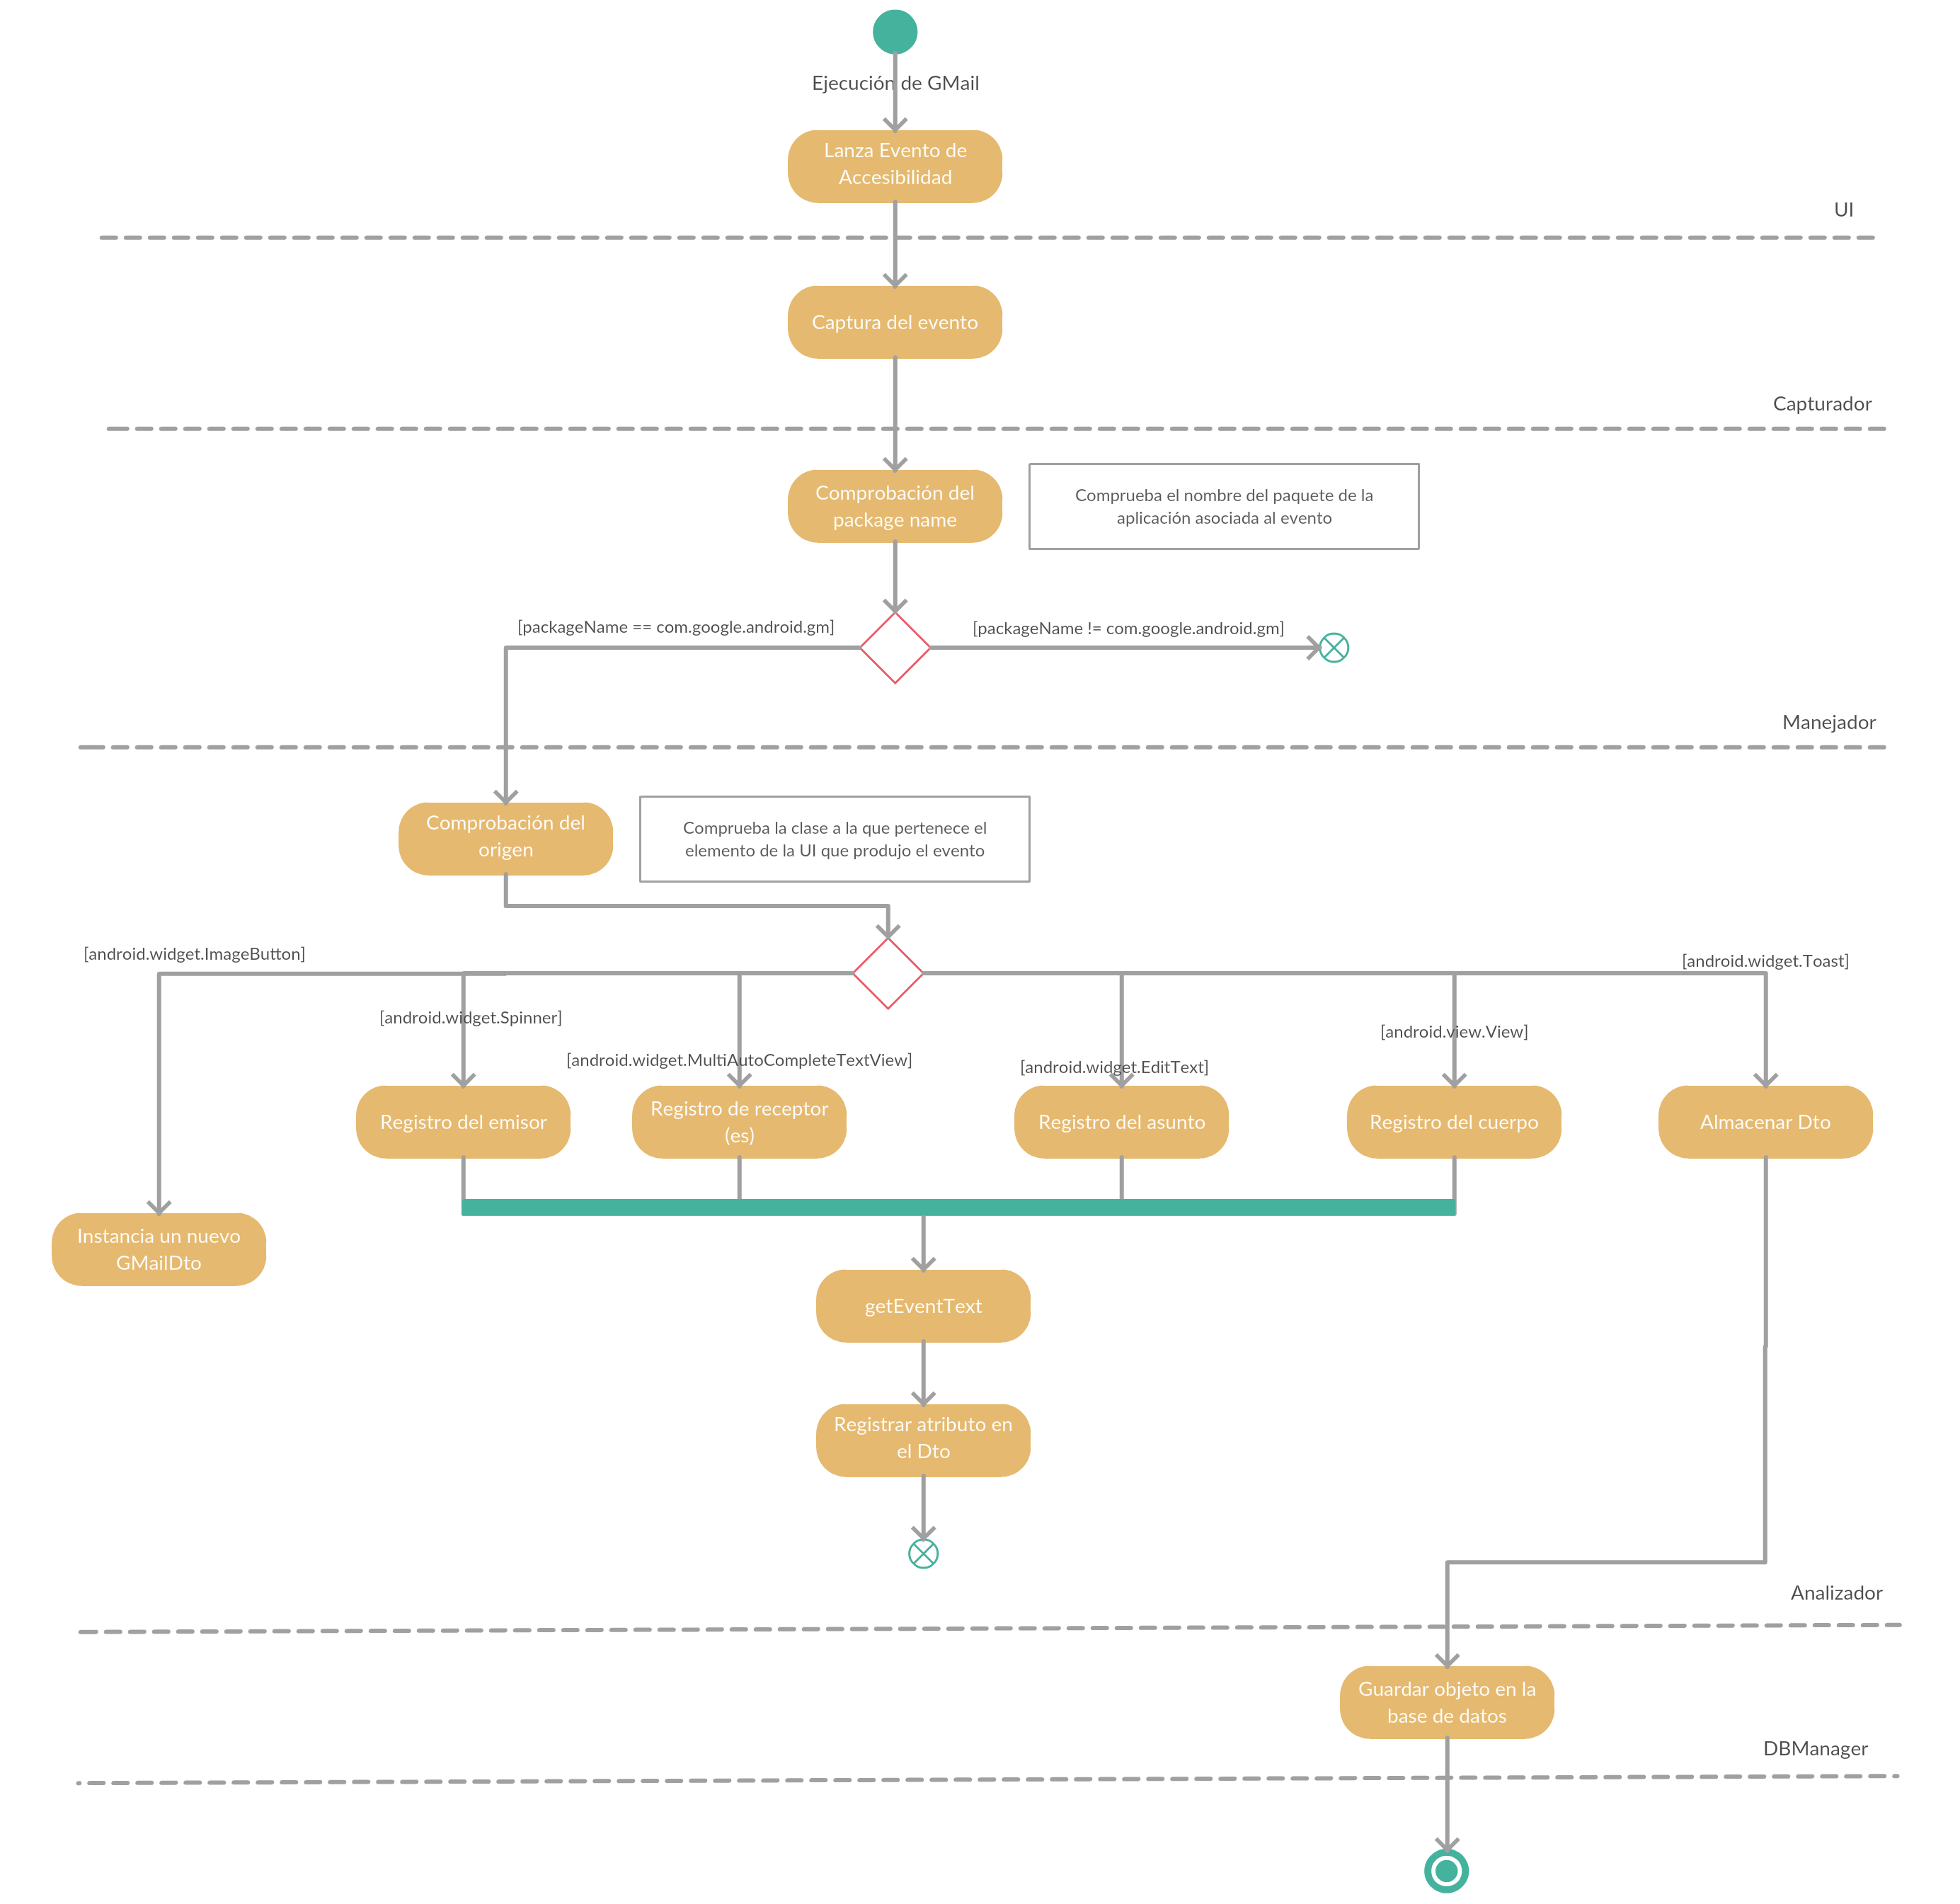 Ejecución de GMail
Lanza Evento de
Accesibilidad
UI
Captura del evento
Capturador
Comprobación del
package name
Comprueba el nombre del paquete de la
aplicación asociada al evento
[packageName == com.google.android.gm]
[packageName != com.google.android.gm]
Manejador
Comprobación del
origen
Comprueba la clase a la que pertenece el
elemento de la UI que produjo el evento
[android.widget.ImageButton]
[android.widget.Toast]
[android.widget.Spinner]
[android.view.View]
[android.widget.MultiAutoCompleteTextView]
[android.widget.EditText]
Registro del emisor
Registro de receptor
(es)
Registro del asunto
Registro del cuerpo
Almacenar Dto
Instancia un nuevo
GMailDto
getEventText
Registrar atributo en
el Dto
Analizador
Guardar objeto en la
base de datos
DBManager